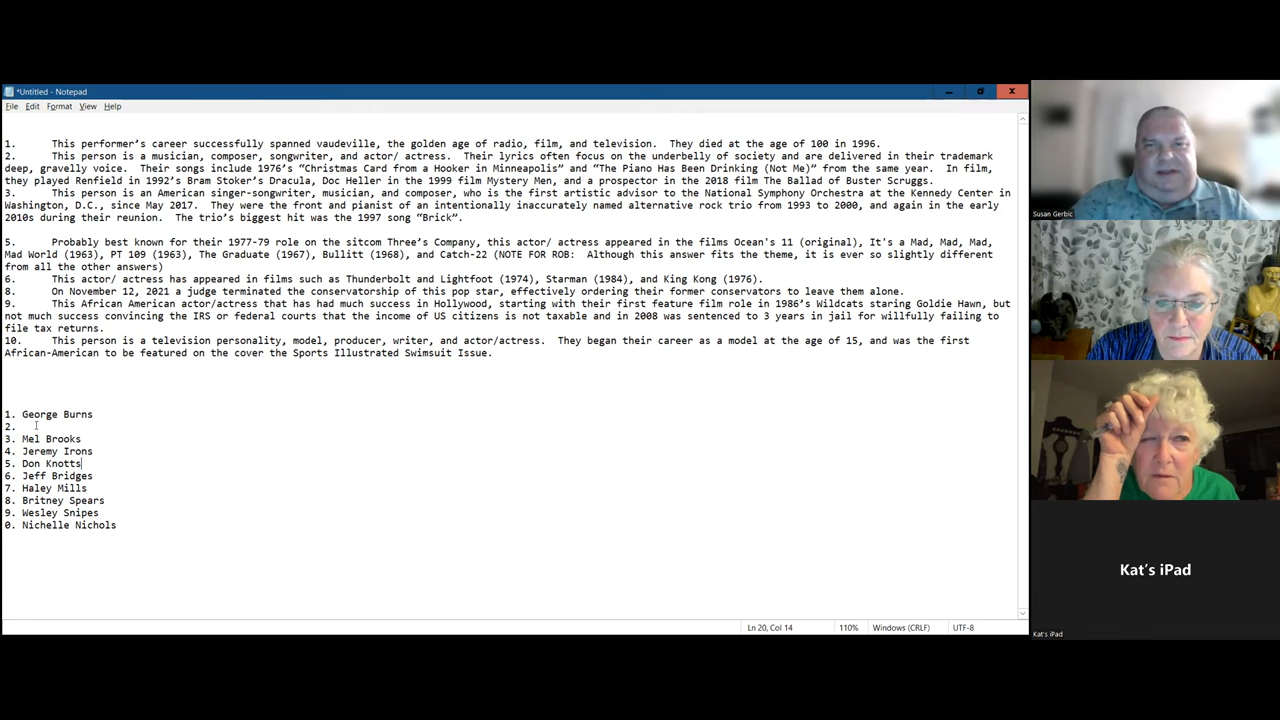 *Untitled - Notepad
File Edit Format View Help
1. This performer's career successfully spanned vaudeville, the golden age of radio, film, and television. They died at the age of 100 in 1996.
2. This person is a musician, composer, songwriter, and actor/ actress. Their lyrics often focus on the underbelly of society and are delivered in their trademark
deep, gravelly voice. Their songs include 1976's “Christmas Card from a Hooker in Minneapolis” and “The Piano Has Been Drinking (Not Me)” from the same year. In film,
they played Renfield in 1992's Bram Stoker's Dracula, Doc Heller in the 1999 film Mystery Men, and a prospector in the 2018 film The Ballad of Buster Scruggs.
3. This person is an American singer-songwriter, musician, and composer, who is the first artistic advisor to the National Symphony Orchestra at the Kennedy Center in
Washington, D.C., since May 2017. They were the front and pianist of an intentionally inaccurately named alternative rock trio from 1993 to 2000, and again in the early
2010s during their reunion. The trio's biggest hit was the 1997 song “Brick”.
5. Probably best known for their 1977-79 role on the sitcom Three's Company, this actor/ actress appeared in the films Ocean's 11 (original), It's a Mad, Mad, Mad,
Mad World (1963), PT 109 (1963), The Graduate (1967), Bullitt (1968), and Catch-22 (NOTE FOR ROB: Although this answer fits the theme, it is ever so slightly different
from all the other answers)
6. This actor/ actress has appeared in films such as Thunderbolt and Lightfoot (1974), Starman (1984), and King Kong (1976).
8. On November 12, 2021 a judge terminated the conservatorship of this pop star, effectively ordering their former conservators to leave them alone.
9. This African American actor/actress that has had much success in Hollywood, starting with their first feature film role in 1986's Wildcats staring Goldie Hawn, but
not much success convincing the IRS or federal courts that the income of US citizens is not taxable and in 2008 was sentenced to 3 years in jail for willfully failing to
file tax returns.
10. This person is a television personality, model, producer, writer, and actor/actress. They began their career as a model at the age of 15, and was the first
African-American to be featured on the cover the Sports Illustrated Swimsuit Issue.
1. George Burns
2.
3. Mel Brooks
4. Jeremy Irons
5. Don Knotts
6. Jeff Bridges
7. Haley Mills
8. Britney Spears
9. Wesley Snipes
0. Nichelle Nichols
Ln 20, Col 14 110% Windows (CRLF) UTF-8
Susan Gerbic
Kat's iPad
Kat's iPad